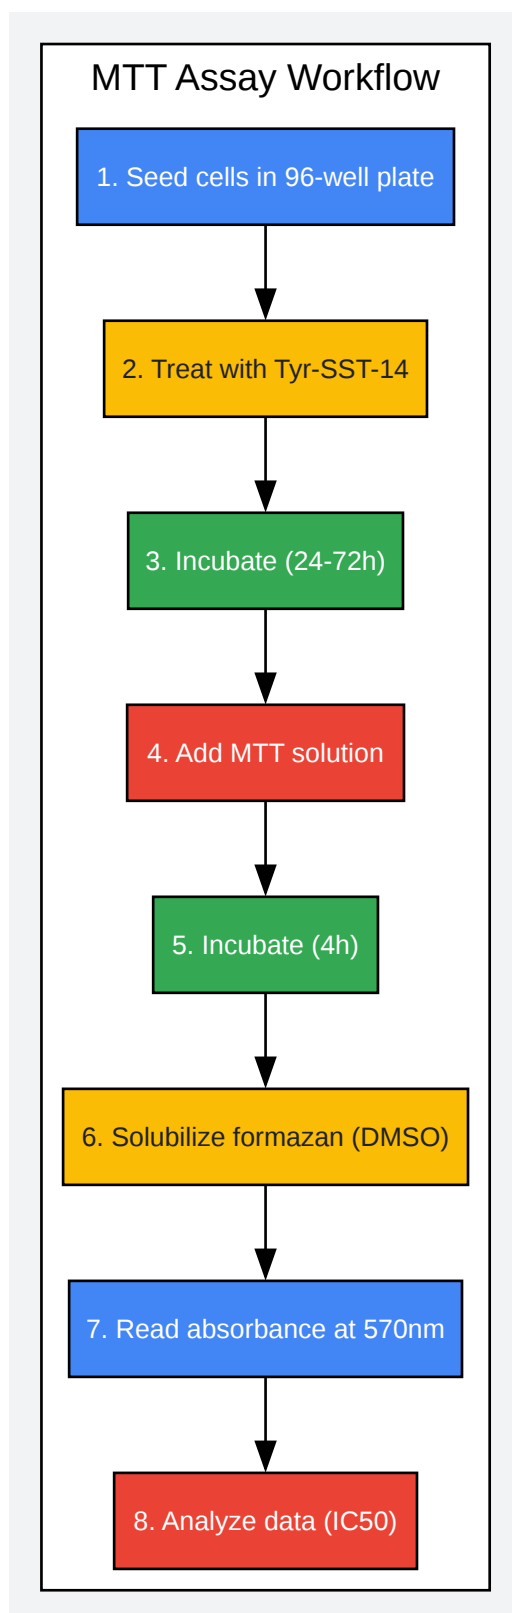 MTT Assay Workflow
1. Seed cells in 96-well plate
2. Treat with Tyr-SST-14
3. Incubate (24-72h)
4. Add MTT solution
5. Incubate (4h)
6. Solubilize formazan (DMSO)
7. Read absorbance at 570nm
8. Analyze data (IC50)